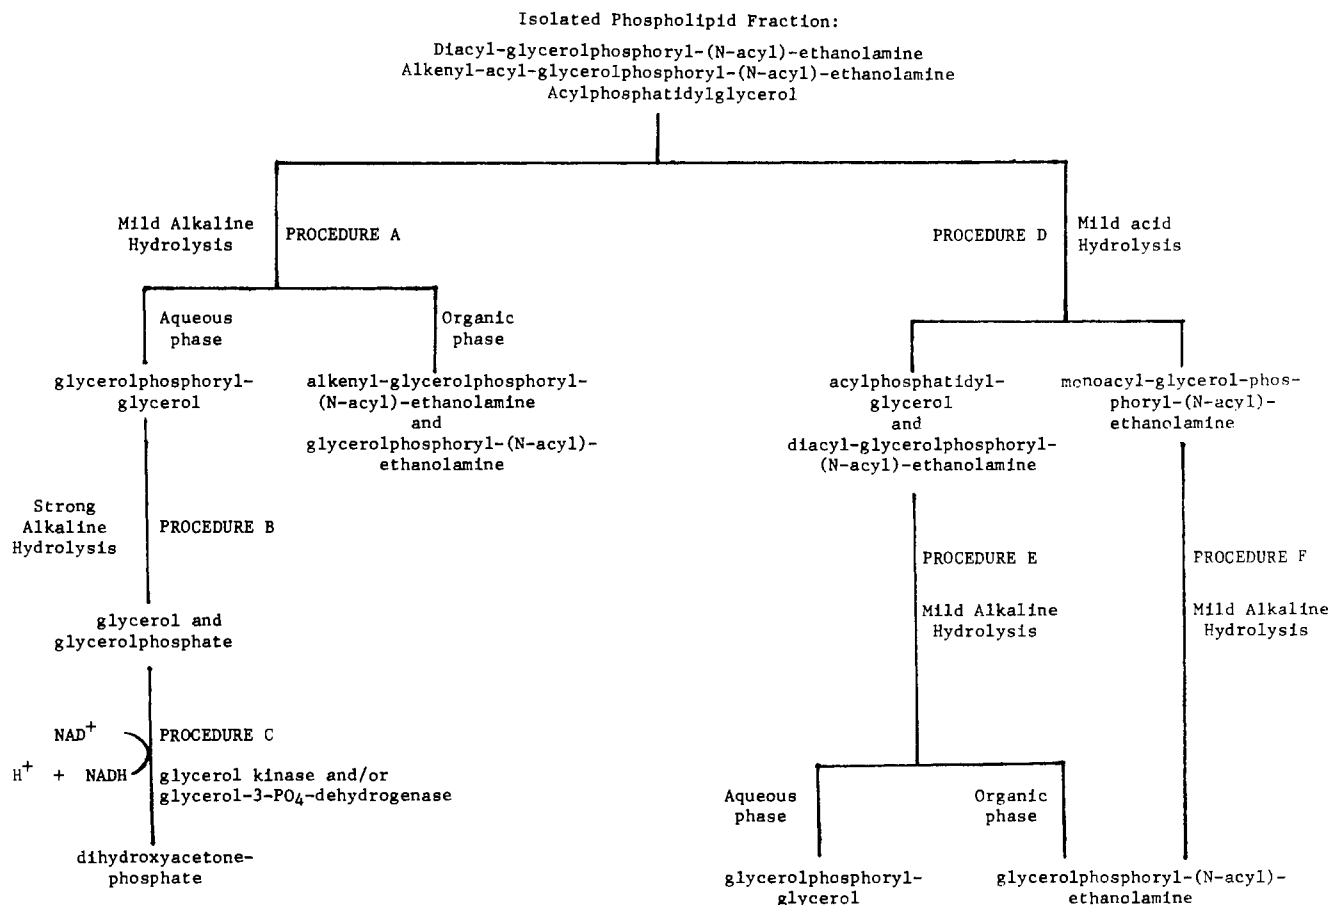 Isolated Phospholipid Fraction:
Diacyl-glycerolphosphoryl-(N-acyl)-ethanolamine
Alkenyl-acyl-glycerolphosphoryl-(N-acyl)-ethanolamine
Acylphosphatidylglycerol
Mild Alkaline
Hydrolysis
PROCEDURE A
PROCEDURE D
Mild acid
Hydrolysis
Aqueous
phase
Organic
phase
glycerolphosphoryl-
glycerol
alkenyl-glycerolphosphoryl-
(N-acyl)-ethanolamine
and
glycerolphosphoryl-(N-acyl)-
ethanolamine
acylphosphatidyl-
glycerol
and
diacyl-glycerolphosphoryl-
(N-acyl)-ethanolamine
monoacyl-glycerol-phos-
phoryl-(N-acyl)-
ethanolamine
Strong
Alkaline
Hydrolysis
PROCEDURE B
PROCEDURE E
Mild Alkaline
Hydrolysis
PROCEDURE F
Mild Alkaline
Hydrolysis
glycerol and
glycerolphosphate
NAD+
H+ + NADH
PROCEDURE C
glycerol kinase and/or
glycerol-3-PO4-dehydrogenase
dihydroxyacetone-
phosphate
Aqueous
phase
Organic
phase
glycerolphosphoryl-
glycerol
glycerolphosphoryl-(N-acyl)-
ethanolamine